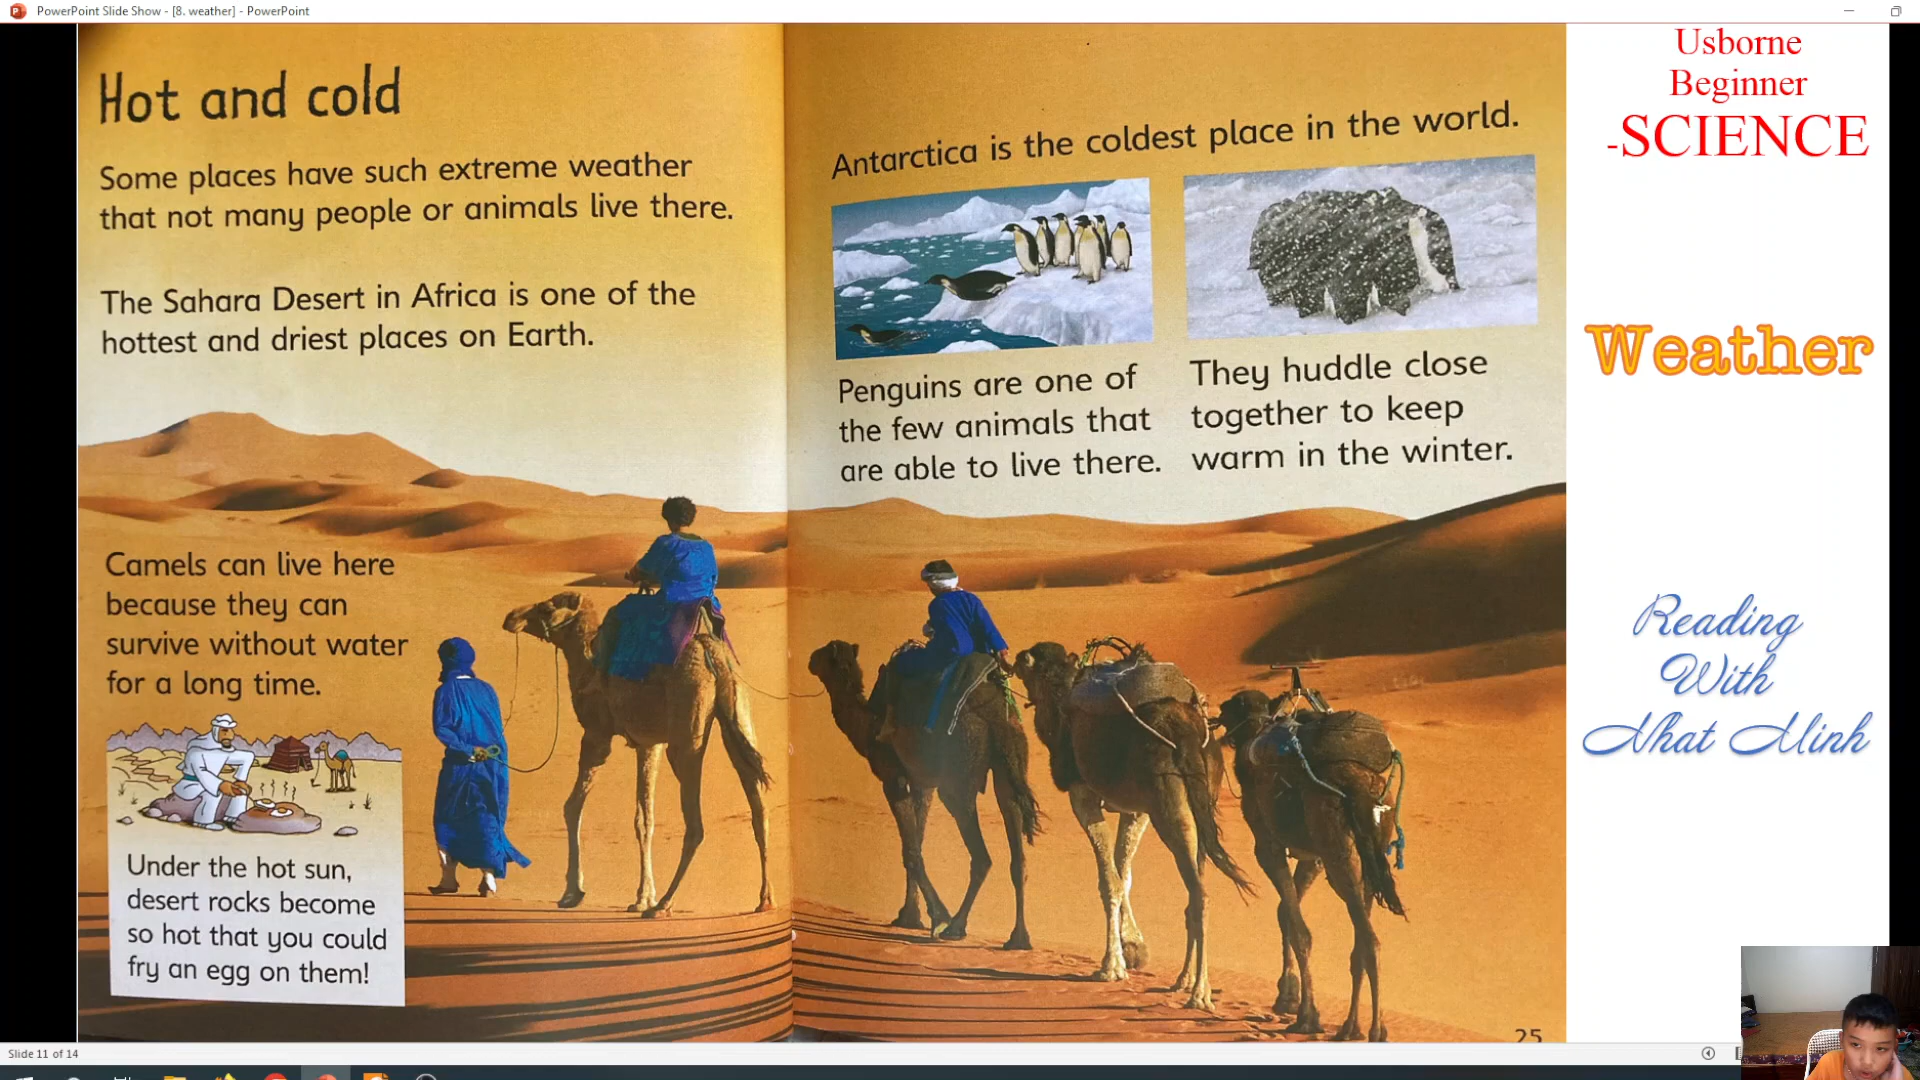 PowerPoint Slide Show - [8. weather] - PowerPoint
Hot and cold
Some places have such extreme weather
that not many people or animals live there.
The Sahara Desert in Africa is one of the
hottest and driest places on Earth.
Camels can live here
because they can
survive without water
for a long time.
Under the hot sun,
desert rocks become
so hot that you could
fry an egg on them!
Antarctica is the coldest place in the world.
Penguins are one of
the few animals that
are able to live there.
They huddle close
together to keep
warm in the winter.
25
Usborne
Beginner
-SCIENCE
Weather
Reading
With
Nhat Minh
Slide 11 of 14